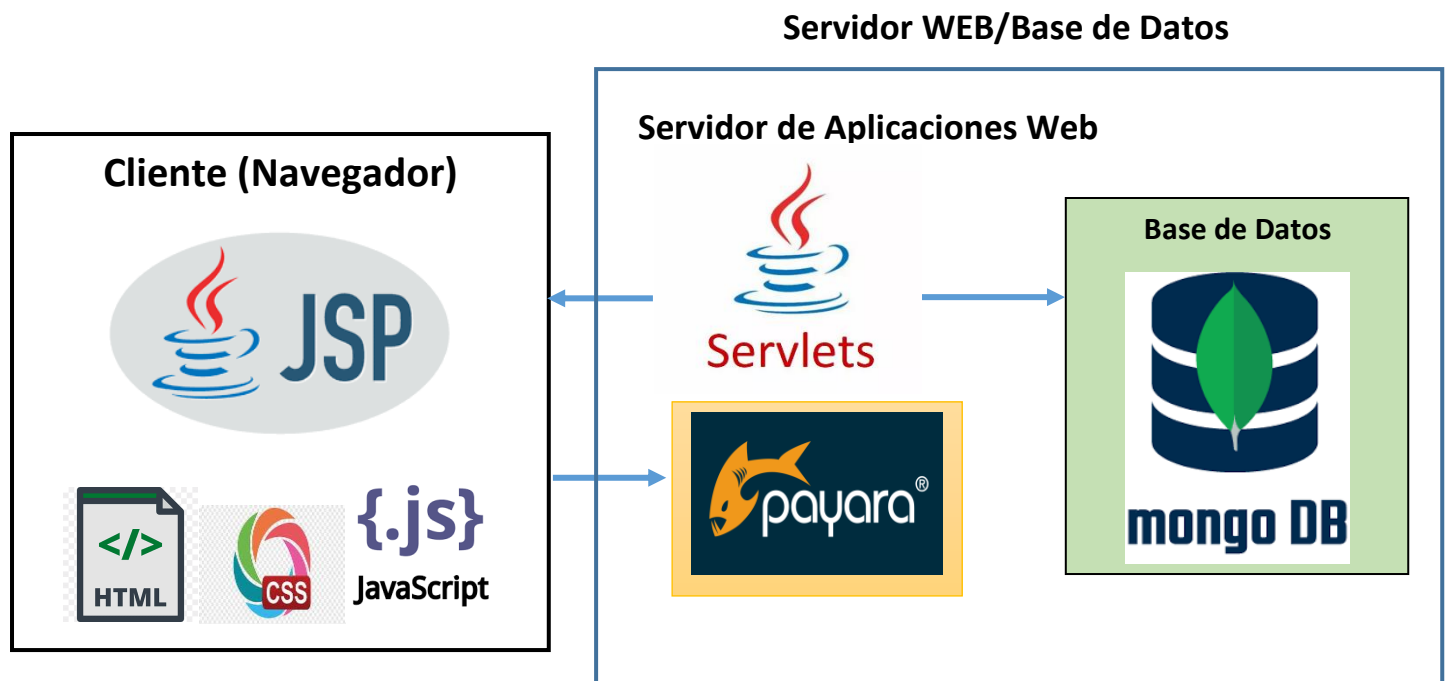 Servidor WEB/Base de Datos
Servidor de Aplicaciones Web
Cliente (Navegador)
JSP
</>
HTML
CSS
{.js}
JavaScript
Servlets
payara®
Base de Datos
mongo DB